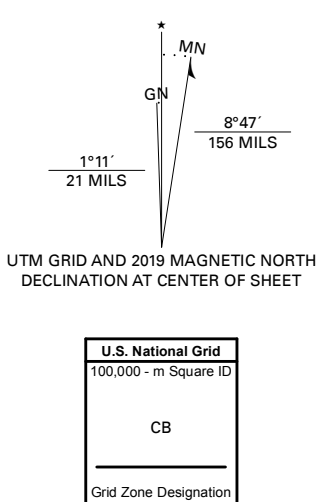 ★
MN
GN
8°47´
156 MILS
1°11´
21 MILS
UTM GRID AND 2019 MAGNETIC NORTH
DECLINATION AT CENTER OF SHEET
U.S. National Grid
100,000 - m Square ID
CB
Grid Zone Designation